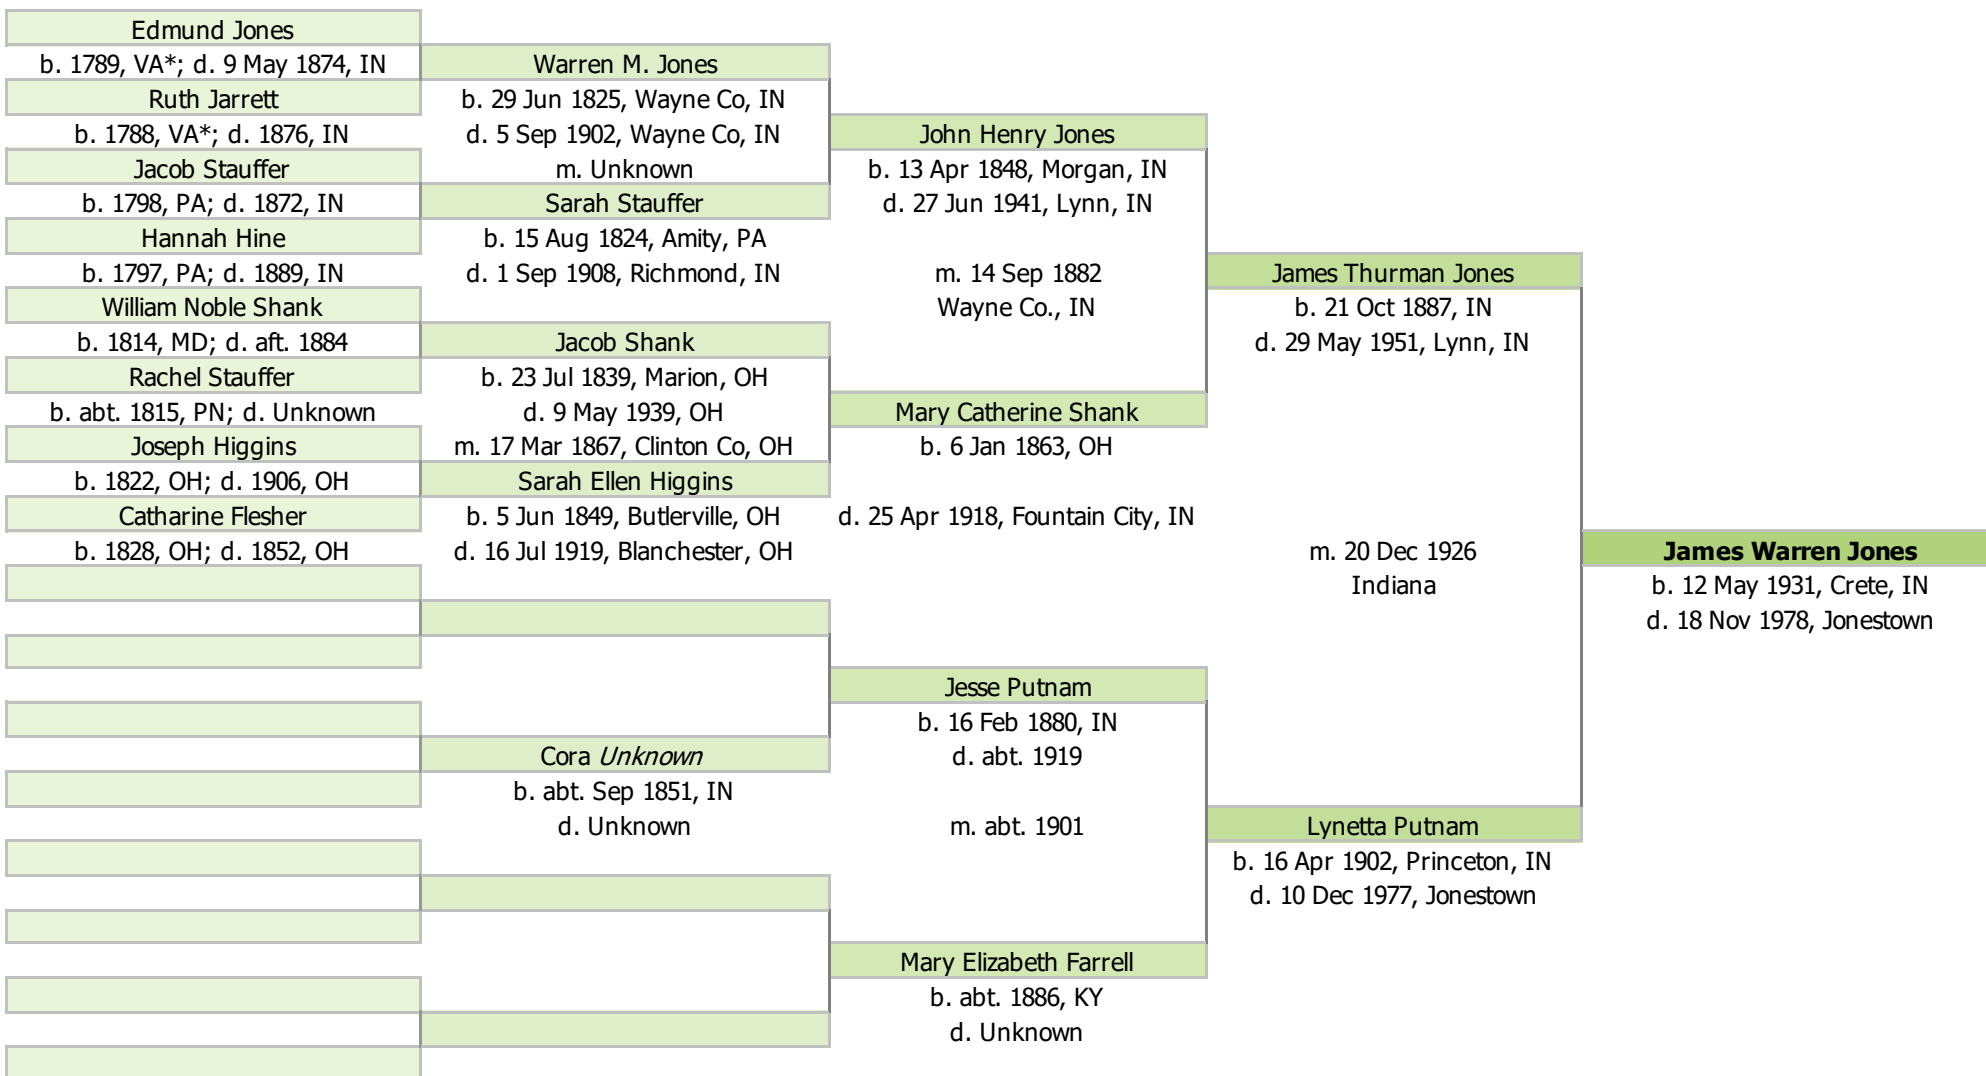 Edmund Jones
b. 1789, VA*; d. 9 May 1874, IN
Ruth Jarrett
b. 1788, VA*; d. 1876, IN
Jacob Stauffer
b. 1798, PA; d. 1872, IN
Hannah Hine
b. 1797, PA; d. 1889, IN
William Noble Shank
b. 1814, MD; d. aft. 1884
Rachel Stauffer
b. abt. 1815, PN; d. Unknown
Joseph Higgins
b. 1822, OH; d. 1906, OH
Catharine Flesher
b. 1828, OH; d. 1852, OH
Warren M. Jones
b. 29 Jun 1825, Wayne Co, IN
d. 5 Sep 1902, Wayne Co, IN
m. Unknown
Sarah Stauffer
b. 15 Aug 1824, Amity, PA
d. 1 Sep 1908, Richmond, IN
Jacob Shank
b. 23 Jul 1839, Marion, OH
d. 9 May 1939, OH
m. 17 Mar 1867, Clinton Co, OH
Sarah Ellen Higgins
b. 5 Jun 1849, Butlerville, OH
d. 16 Jul 1919, Blanchester, OH
Cora Unknown
b. abt. Sep 1851, IN
d. Unknown
John Henry Jones
b. 13 Apr 1848, Morgan, IN
d. 27 Jun 1941, Lynn, IN
m. 14 Sep 1882
Wayne Co., IN
Mary Catherine Shank
b. 6 Jan 1863, OH
d. 25 Apr 1918, Fountain City, IN
Jesse Putnam
b. 16 Feb 1880, IN
d. abt. 1919
m. abt. 1901
Mary Elizabeth Farrell
b. abt. 1886, KY
d. Unknown
James Thurman Jones
b. 21 Oct 1887, IN
d. 29 May 1951, Lynn, IN
m. 20 Dec 1926
Indiana
Lynetta Putnam
b. 16 Apr 1902, Princeton, IN
d. 10 Dec 1977, Jonestown
James Warren Jones
b. 12 May 1931, Crete, IN
d. 18 Nov 1978, Jonestown